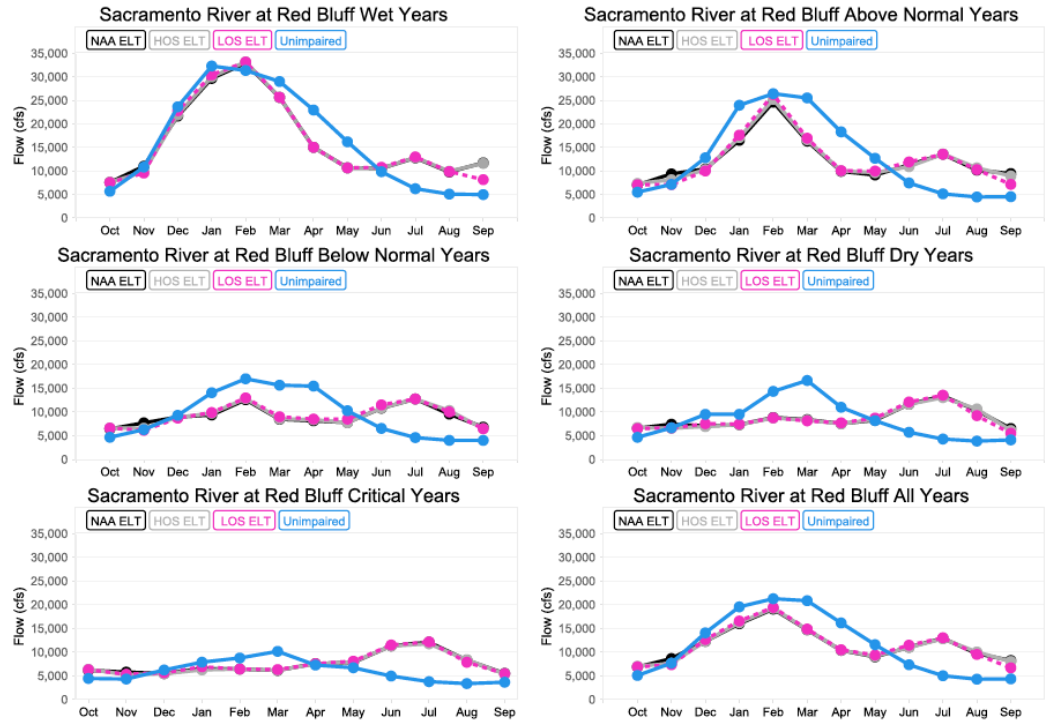 Sacramento River at Red Bluff Wet Years
NAA ELT HOS ELT LOS ELT Unimpaired
Flow (cfs)
35,000
30,000
25,000
20,000
15,000
10,000
5,000
0
Oct Nov Dec Jan Feb Mar Apr May Jun Jul Aug Sep
Sacramento River at Red Bluff Above Normal Years
NAA ELT HOS ELT LOS ELT Unimpaired
Flow (cfs)
35,000
30,000
25,000
20,000
15,000
10,000
5,000
0
Oct Nov Dec Jan Feb Mar Apr May Jun Jul Aug Sep
Sacramento River at Red Bluff Below Normal Years
NAA ELT HOS ELT LOS ELT Unimpaired
Flow (cfs)
35,000
30,000
25,000
20,000
15,000
10,000
5,000
0
Oct Nov Dec Jan Feb Mar Apr May Jun Jul Aug Sep
Sacramento River at Red Bluff Dry Years
NAA ELT HOS ELT LOS ELT Unimpaired
Flow (cfs)
35,000
30,000
25,000
20,000
15,000
10,000
5,000
0
Oct Nov Dec Jan Feb Mar Apr May Jun Jul Aug Sep
Sacramento River at Red Bluff Critical Years
NAA ELT HOS ELT LOS ELT Unimpaired
Flow (cfs)
35,000
30,000
25,000
20,000
15,000
10,000
5,000
0
Oct Nov Dec Jan Feb Mar Apr May Jun Jul Aug Sep
Sacramento River at Red Bluff All Years
NAA ELT HOS ELT LOS ELT Unimpaired
Flow (cfs)
35,000
30,000
25,000
20,000
15,000
10,000
5,000
0
Oct Nov Dec Jan Feb Mar Apr May Jun Jul Aug Sep